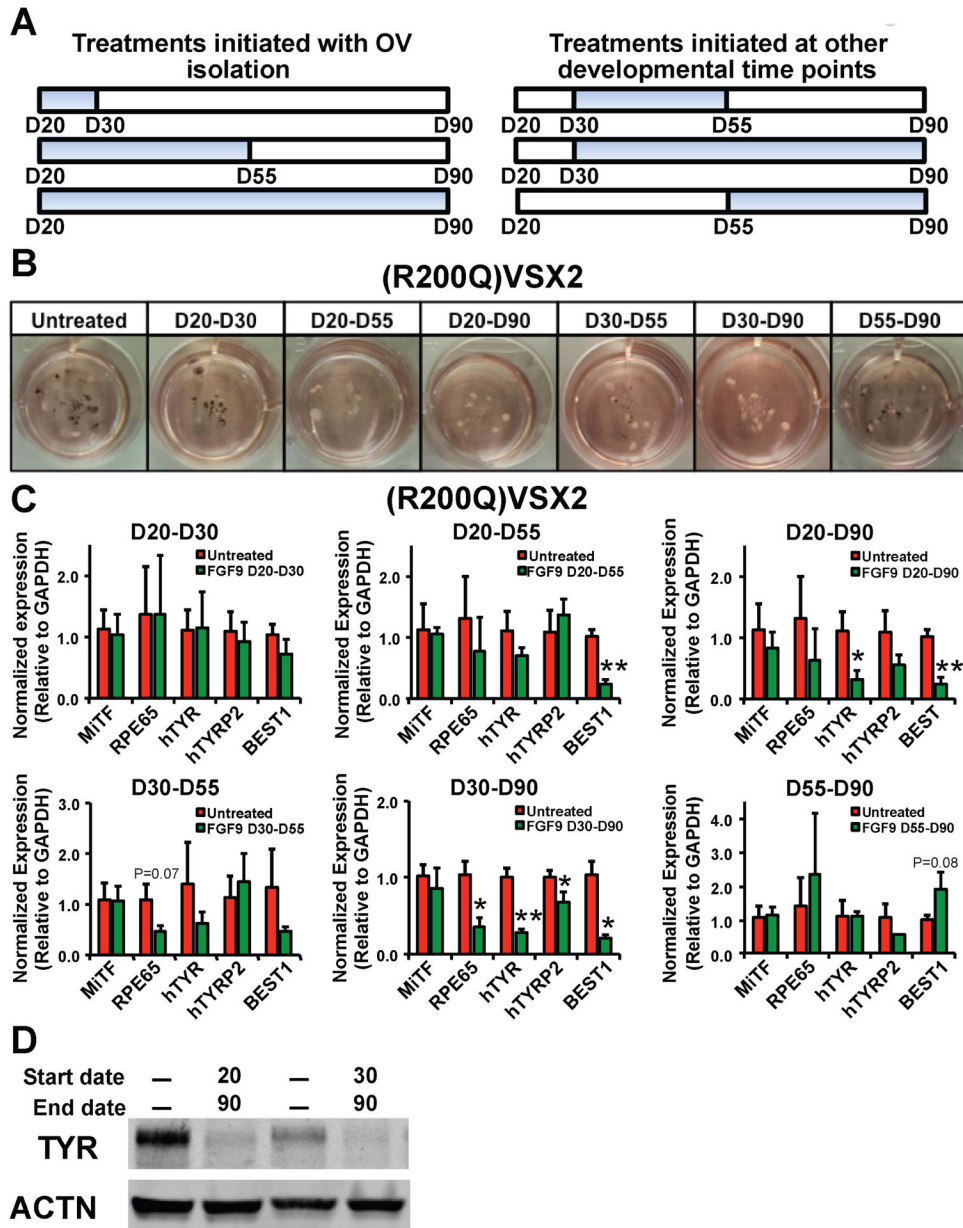 A
Treatments initiated with OV
isolation
D20 D30 D90
D20 D55 D90
D20 D90
Treatments initiated at other
developmental time points
D20 D30 D55 D90
D20 D30 D90
D20 D55 D90
B
(R200Q)VSX2
Untreated D20-D30 D20-D55 D20-D90 D30-D55 D30-D90 D55-D90
C
(R200Q)VSX2
D20-D30
Normalized expression
(Relative to GAPDH)
2.0
1.0
0.0
Untreated
FGF9 D20-D30
MiTF RPE65 hTYR hTYRP2 BEST1
D20-D55
Normalized Expression
(Relative to GAPDH)
2.0
1.0
0.0
Untreated
FGF9 D20-D55
**
MiTF RPE65 hTYR hTYRP2 BEST1
D20-D90
Normalized Expression
(Relative to GAPDH)
2.0
1.0
0.0
Untreated
FGF9 D20-D90
* **
MiTF RPE65 hTYR hTYRP2 BEST
D30-D55
Normalized Expression
(Relative to GAPDH)
3.0
2.0
1.0
0.0
Untreated
FGF9 D30-D55
P=0.07
MiTF RPE65 hTYR hTYRP2 BEST1
D30-D90
Normalized Expression
(Relative to GAPDH)
2.0
1.0
0.0
Untreated
FGF9 D30-D90
* ** * *
MiTF RPE65 hTYR hTYRP2 BEST1
D55-D90
Normalized Expression
(Relative to GAPDH)
5.0
4.0
3.0
2.0
1.0
0.0
Untreated
FGF9 D55-D90
P=0.08
MiTF RPE65 hTYR hTYRP2 BEST1
D
Start date — 20 — 30
End date — 90 — 90
TYR
ACTN